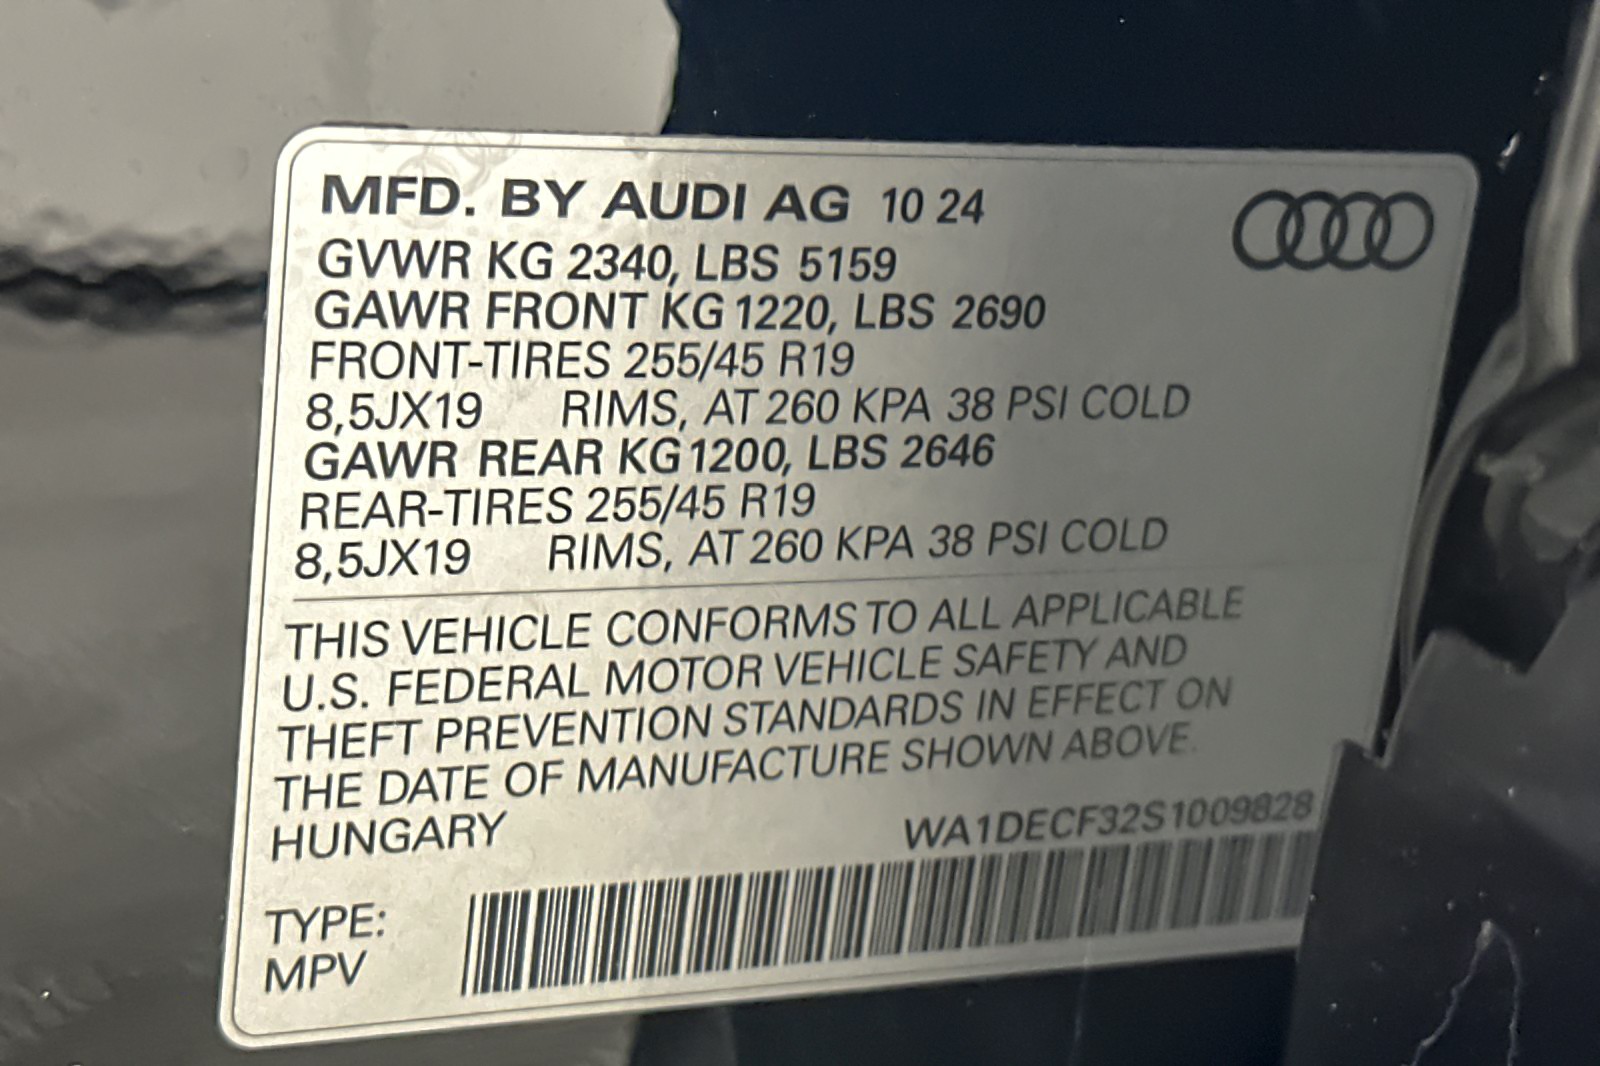 MFD. BY AUDI AG 10 24
GVWR KG 2340, LBS 5159
GAWR FRONT KG 1220, LBS 2690
FRONT-TIRES 255/45 R19
8,5JX19 RIMS, AT 260 KPA 38 PSI COLD
GAWR REAR KG 1200, LBS 2646
REAR-TIRES 255/45 R19
8,5JX19 RIMS, AT 260 KPA 38 PSI COLD
THIS VEHICLE CONFORMS TO ALL APPLICABLE
U.S. FEDERAL MOTOR VEHICLE SAFETY AND
THEFT PREVENTION STANDARDS IN EFFECT ON
THE DATE OF MANUFACTURE SHOWN ABOVE.
HUNGARY WA1DECF32S1009828
TYPE:
MPV